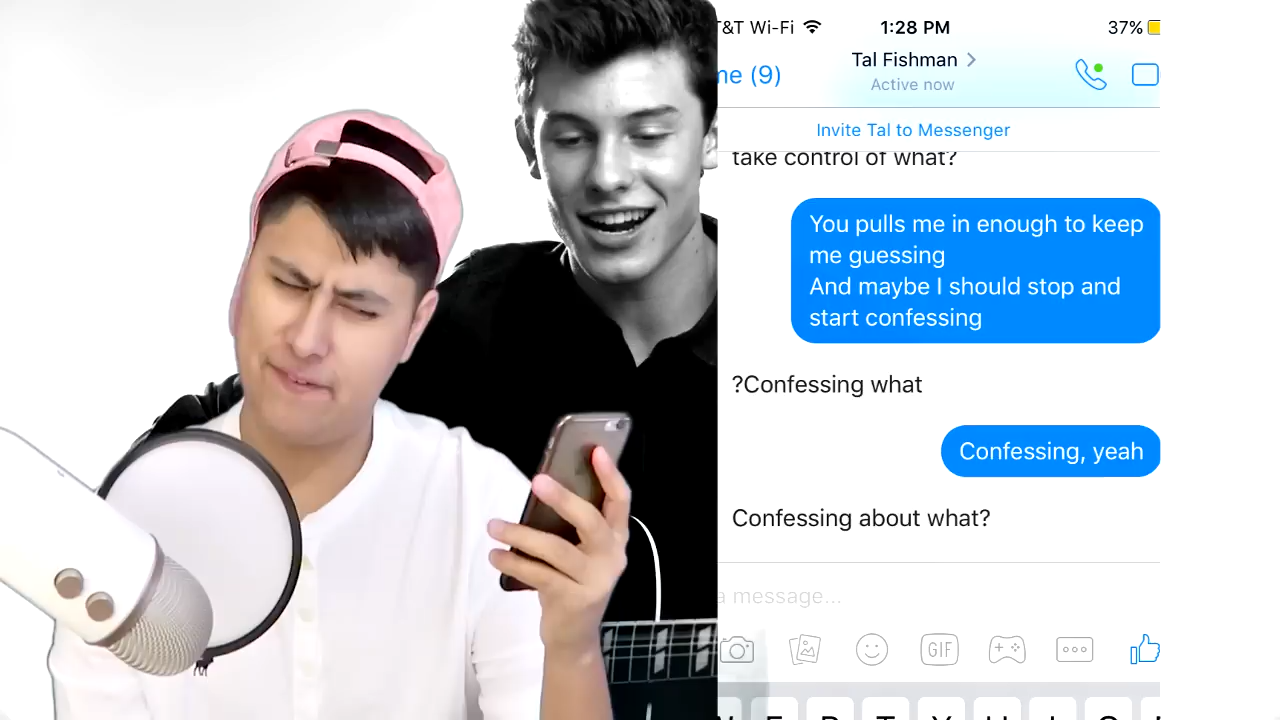 T&T Wi-Fi 1:28 PM 37%
me (9) Tal Fishman
Active now
Invite Tal to Messenger
take control of what?
You pulls me in enough to keep
me guessing
And maybe I should stop and
start confessing
?Confessing what
Confessing, yeah
Confessing about what?
a message...
GIF
W E R T Y U I O